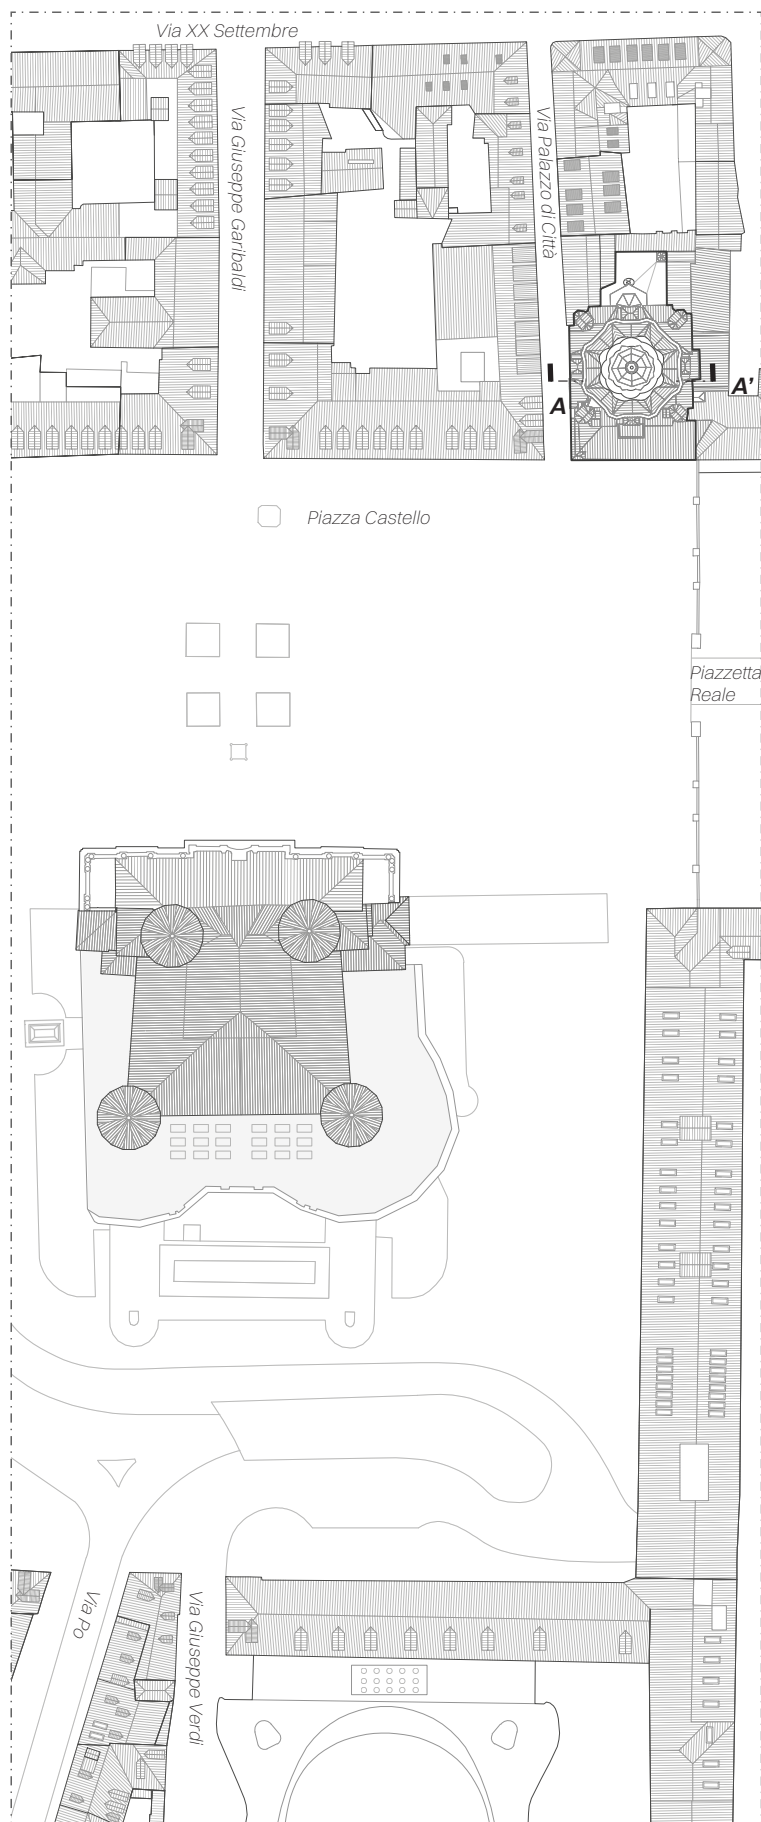 Via XX Settembre
Via Giuseppe Garibaldi
Via Palazzo di Città
A
A'
Piazza Castello
Piazzetta
Reale
Via Po
Via Giuseppe Verdi